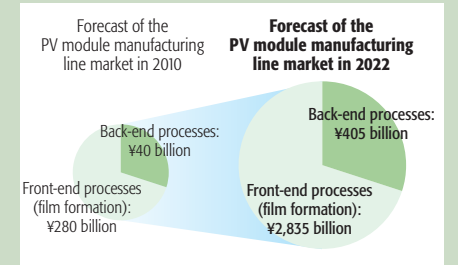 Forecast of the
PV module manufacturing
line market in 2010
Forecast of the
PV module manufacturing
line market in 2022
Back-end processes:
¥40 billion
Front-end processes
(film formation):
¥280 billion
Back-end processes:
¥405 billion
Front-end processes
(film formation):
¥2,835 billion